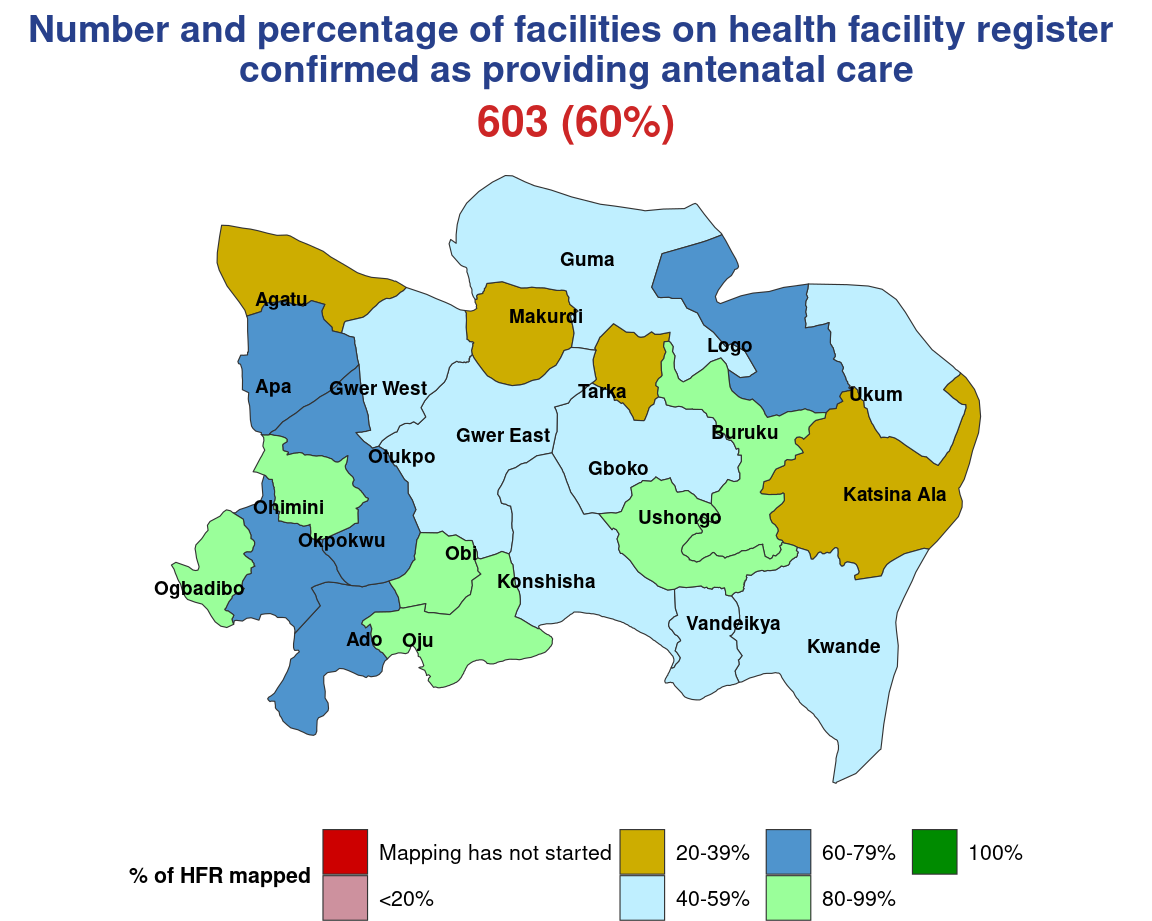 Number and percentage of facilities on health facility register
confirmed as providing antenatal care
603 (60%)
Guma
Agatu
Makurdi
Logo
Apa
Gwer West
Tarka
Ukum
Gwer East
Buruku
Otukpo
Gboko
Katsina Ala
Ohimini
Ushongo
Okpokwu
Obi
Ogbadibo
Konshisha
Vandeikya
Ado
Oju
Kwande
% of HFR mapped
Mapping has not started
<20%
20-39%
40-59%
60-79%
80-99%
100%